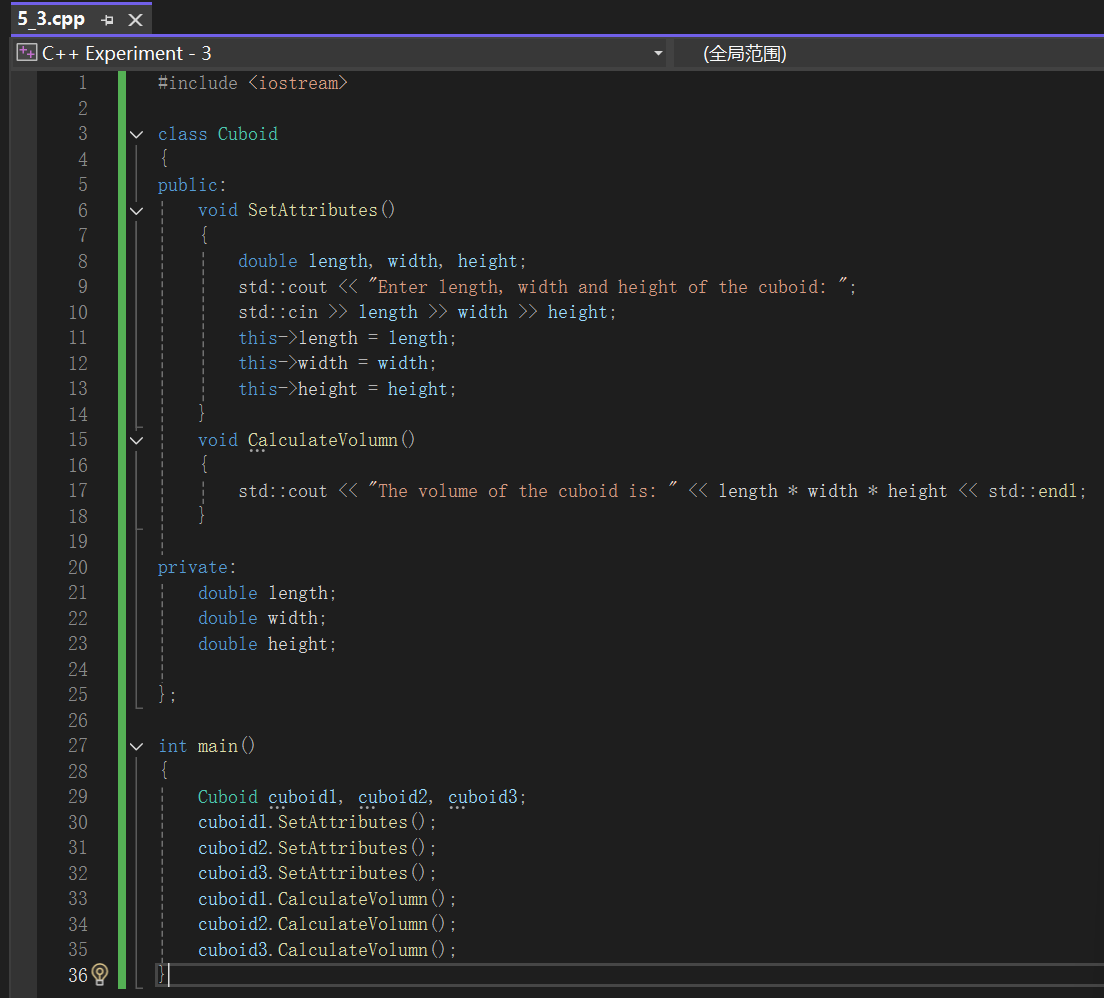 5_3.cpp
C++ Experiment - 3 (全局范围)
1 #include <iostream>
2
3 class Cuboid
4 {
5 public:
6 void SetAttributes()
7 {
8 double length, width, height;
9 std::cout << "Enter length, width and height of the cuboid: ";
10 std::cin >> length >> width >> height;
11 this->length = length;
12 this->width = width;
13 this->height = height;
14 }
15 void CalculateVolumn()
16 {
17 std::cout << "The volume of the cuboid is: " << length * width * height << std::endl;
18 }
19
20 private:
21 double length;
22 double width;
23 double height;
24
25 };
26
27 int main()
28 {
29 Cuboid cuboid1, cuboid2, cuboid3;
30 cuboid1.SetAttributes();
31 cuboid2.SetAttributes();
32 cuboid3.SetAttributes();
33 cuboid1.CalculateVolumn();
34 cuboid2.CalculateVolumn();
35 cuboid3.CalculateVolumn();
36 }